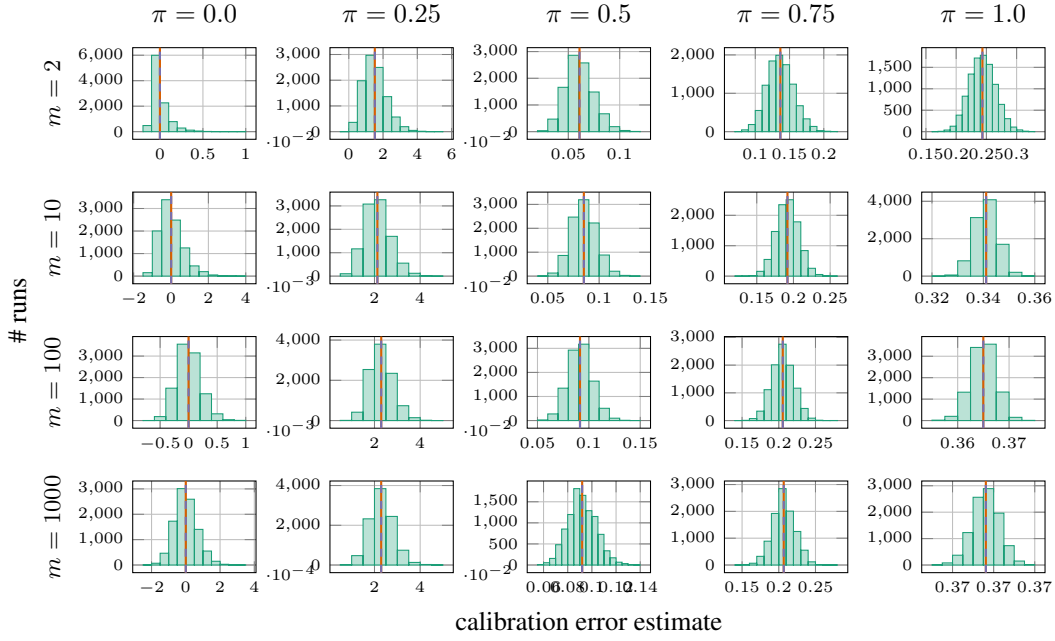 π = 0.0 π = 0.25 π = 0.5 π = 0.75 π = 1.0
m = 2
6,000 4,000 2,000 0
0 0.5 1
3,000 2,000 1,000 0
0 2 4 6
·10⁻²
3,000 2,000 1,000 0
0.05 0.1
2,000 1,000 0
0.1 0.15 0.2
1,500 1,000 500 0
0.15 0.2 0.25 0.3
m = 10
3,000 2,000 1,000 0
−2 0 2 4
·10⁻³
3,000 2,000 1,000 0
2 4
·10⁻²
3,000 2,000 1,000 0
0.05 0.1 0.15
2,000 1,000 0
0.15 0.2 0.25
4,000 2,000 0
0.32 0.34 0.36
# runs
m = 100
3,000 2,000 1,000 0
−0.5 0 0.5 1
·10⁻³
4,000 2,000 0
2 4
·10⁻²
3,000 2,000 1,000 0
0.05 0.1 0.15
3,000 2,000 1,000 0
0.15 0.2 0.25
3,000 2,000 1,000 0
0.36 0.37
m = 1000
3,000 2,000 1,000 0
−2 0 2 4
·10⁻⁴
4,000 2,000 0
2 4
·10⁻²
1,500 1,000 500 0
0.06 0.08 0.1 0.12 0.14
3,000 2,000 1,000 0
0.15 0.2 0.25
3,000 2,000 1,000 0
0.37 0.37 0.37
calibration error estimate